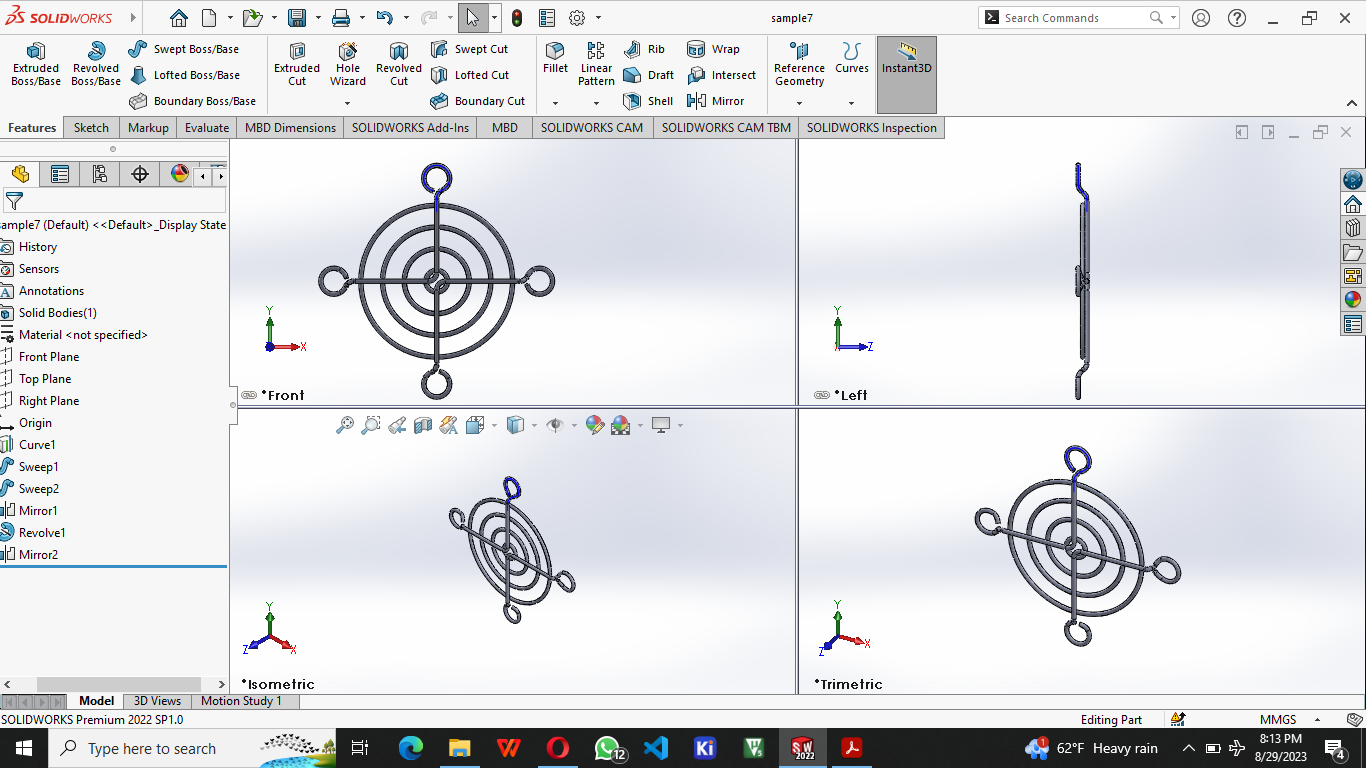 SOLIDWORKS
sample7
Search Commands
Extruded Boss/Base
Revolved Boss/Base
Swept Boss/Base
Lofted Boss/Base
Boundary Boss/Base
Extruded Cut
Hole Wizard
Revolved Cut
Swept Cut
Lofted Cut
Boundary Cut
Fillet
Linear Pattern
Rib
Draft
Shell
Wrap
Intersect
Mirror
Reference Geometry
Curves
Instant3D
Features Sketch Markup Evaluate MBD Dimensions SOLIDWORKS Add-Ins MBD SOLIDWORKS CAM SOLIDWORKS CAM TBM SOLIDWORKS Inspection
ample7 (Default) <<Default>_Display State
History
Sensors
Annotations
Solid Bodies(1)
Material <not specified>
Front Plane
Top Plane
Right Plane
Origin
Curve1
Sweep1
Sweep2
Mirror1
Revolve1
Mirror2
Y
X
*Front
Y
X
Z
*Left
Y
Z
X
*Isometric
Y
Z
X
*Trimetric
Model 3D Views Motion Study 1
SOLIDWORKS Premium 2022 SP1.0
Editing Part
MMGS
Type here to search
12
Ki
SW
2022
1
62°F Heavy rain
8:13 PM
8/29/2023
4